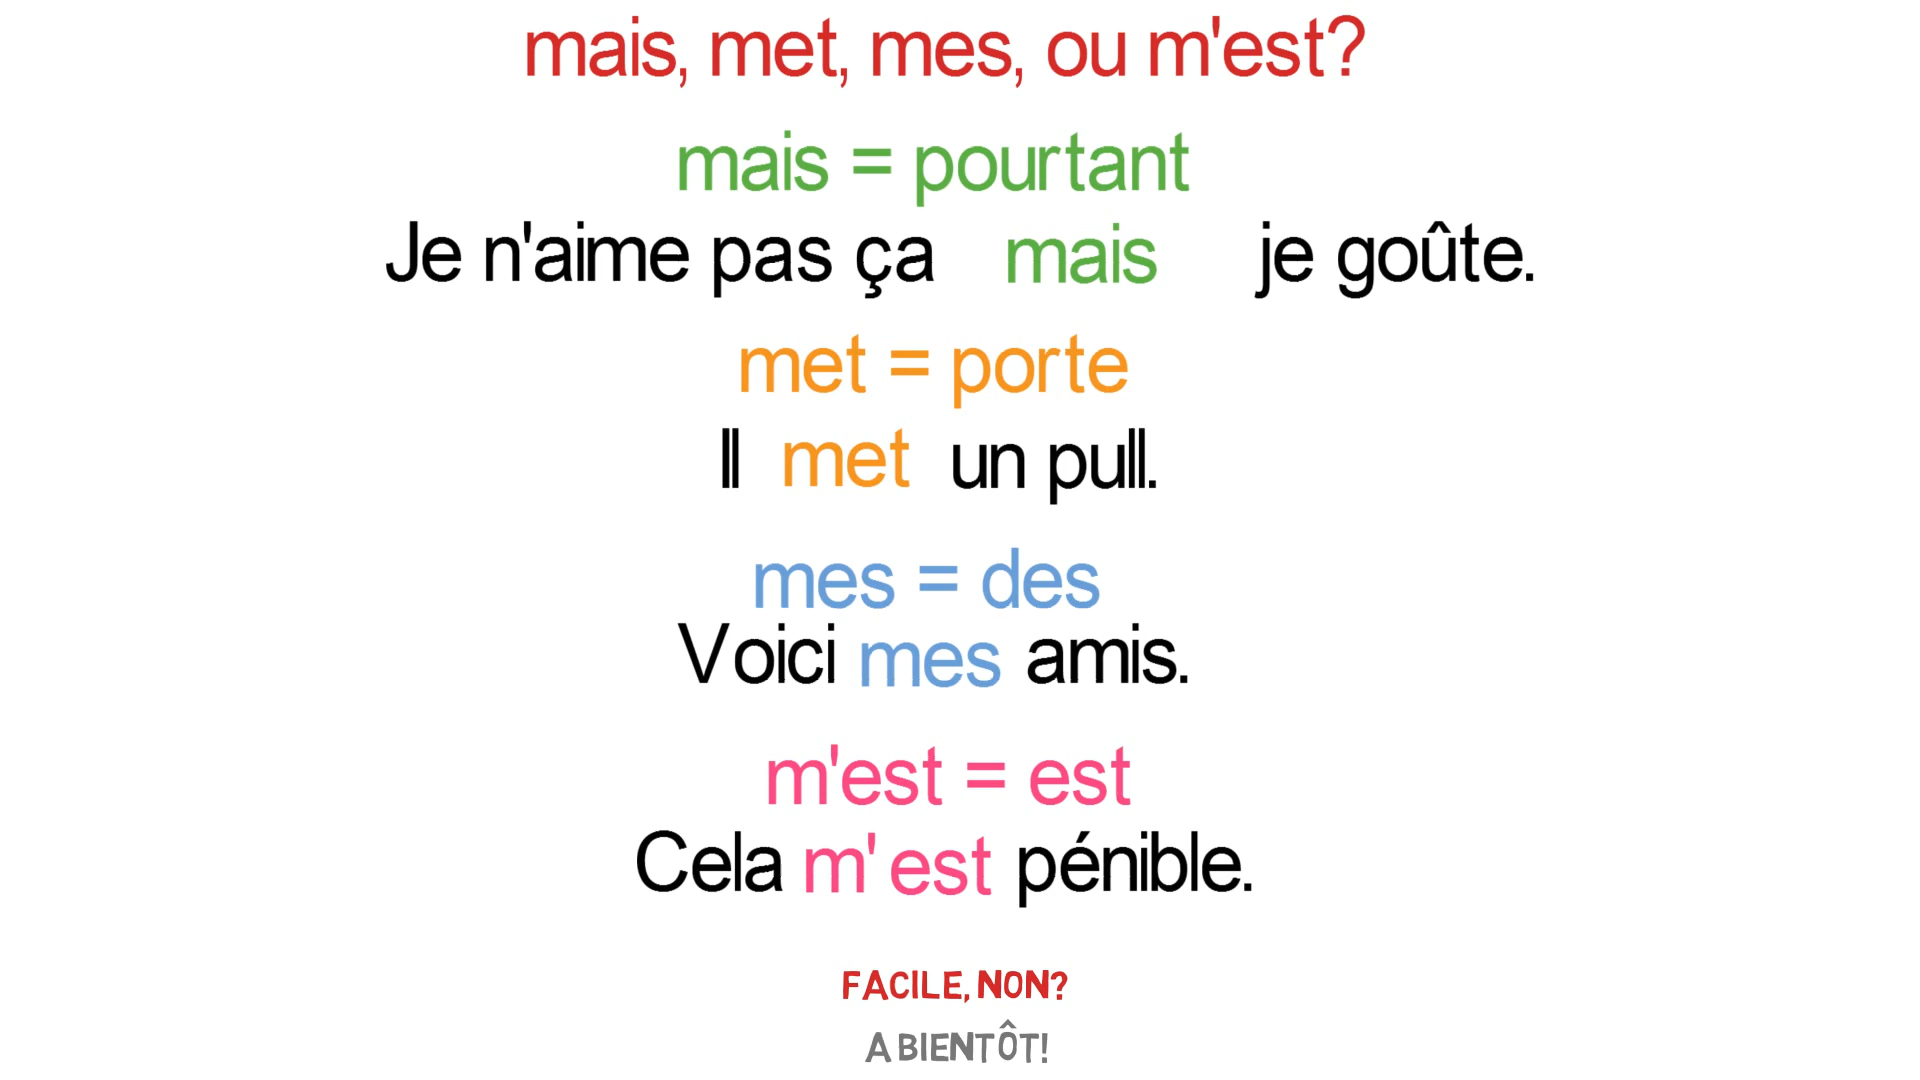 mais, met, mes, ou m'est?
mais = pourtant
Je n'aime pas ça mais je goûte.
met = porte
Il met un pull.
mes = des
Voici mes amis.
m'est = est
Cela m'est pénible.
FACILE, NON?
A BIENTÔT!